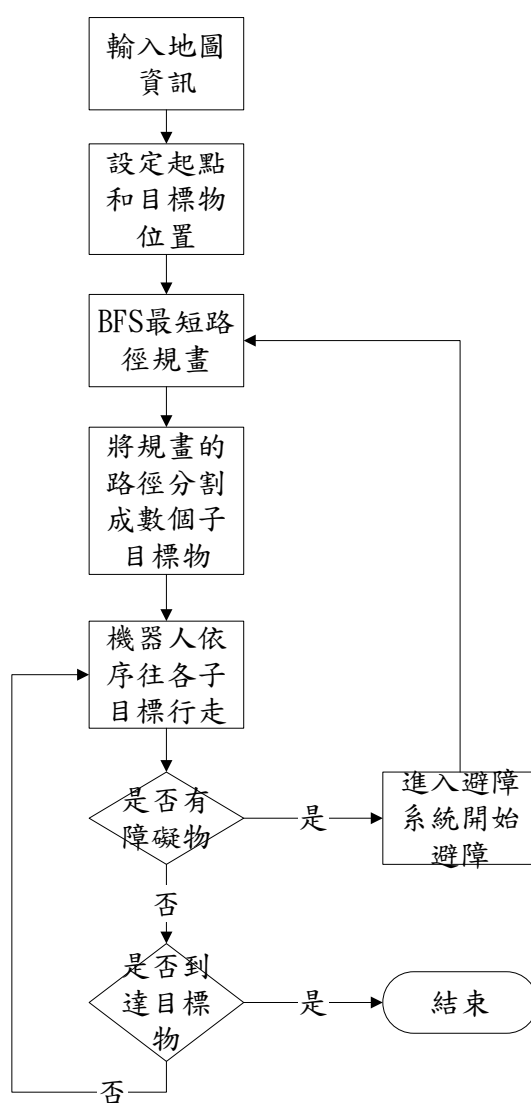 輸入地圖
資訊
設定起點
和目標物
位置
BFS最短路
徑規畫
將規畫的
路徑分割
成數個子
目標物
機器人依
序往各子
目標行走
是否有
障礙物
是
進入避障
系統開始
避障
否
是否到
達目標
物
是
結束
否